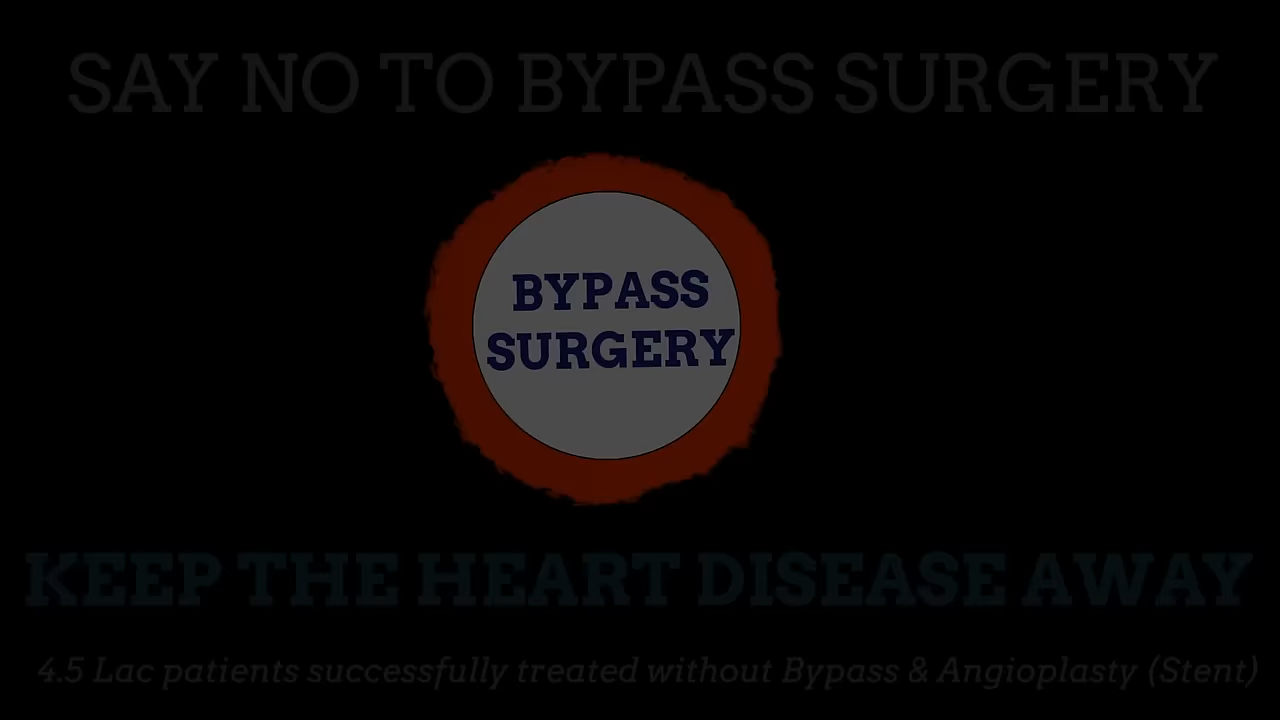 SAY NO TO BYPASS SURGERY
BYPASS
SURGERY
KEEP THE HEART DISEASE AWAY
4.5 Lac patients successfully treated without Bypass & Angioplasty (Stent)